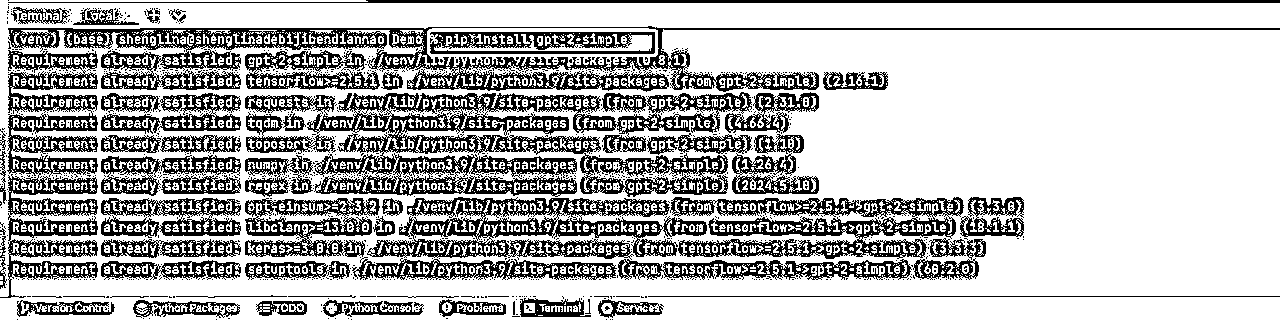 Terminal: Local
(venv) (base) shenglina@shenglinadebijibendiannao Demo % pip install gpt-2-simple
Requirement already satisfied: gpt-2-simple in ./venv/lib/python3.9/site-packages (0.8.1)
Requirement already satisfied: tensorflow>=2.5.1 in ./venv/lib/python3.9/site-packages (from gpt-2-simple) (2.16.1)
Requirement already satisfied: requests in ./venv/lib/python3.9/site-packages (from gpt-2-simple) (2.31.0)
Requirement already satisfied: tqdm in ./venv/lib/python3.9/site-packages (from gpt-2-simple) (4.66.4)
Requirement already satisfied: toposort in ./venv/lib/python3.9/site-packages (from gpt-2-simple) (1.10)
Requirement already satisfied: numpy in ./venv/lib/python3.9/site-packages (from gpt-2-simple) (1.26.4)
Requirement already satisfied: regex in ./venv/lib/python3.9/site-packages (from gpt-2-simple) (2024.5.10)
Requirement already satisfied: opt-einsum>=2.3.2 in ./venv/lib/python3.9/site-packages (from tensorflow>=2.5.1->gpt-2-simple) (3.3.0)
Requirement already satisfied: libclang>=13.0.0 in ./venv/lib/python3.9/site-packages (from tensorflow>=2.5.1->gpt-2-simple) (18.1.1)
Requirement already satisfied: keras>=3.0.0 in ./venv/lib/python3.9/site-packages (from tensorflow>=2.5.1->gpt-2-simple) (3.3.3)
Requirement already satisfied: setuptools in ./venv/lib/python3.9/site-packages (from tensorflow>=2.5.1->gpt-2-simple) (60.2.0)
Version Control Python Packages TODO Python Console Problems Terminal Services